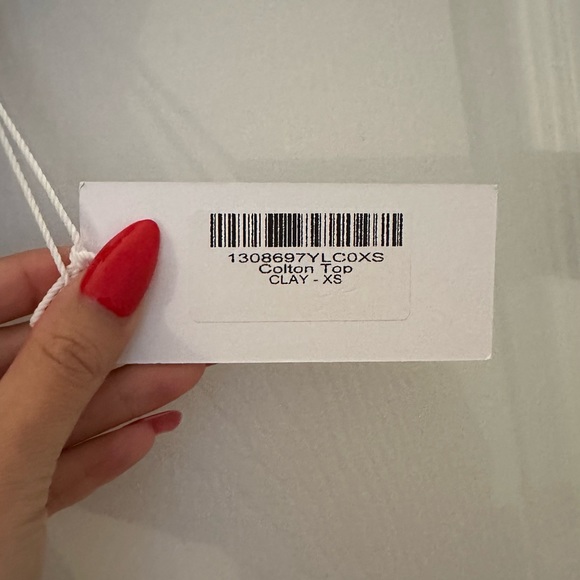 1308697YLC0XS
Colton Top
CLAY - XS